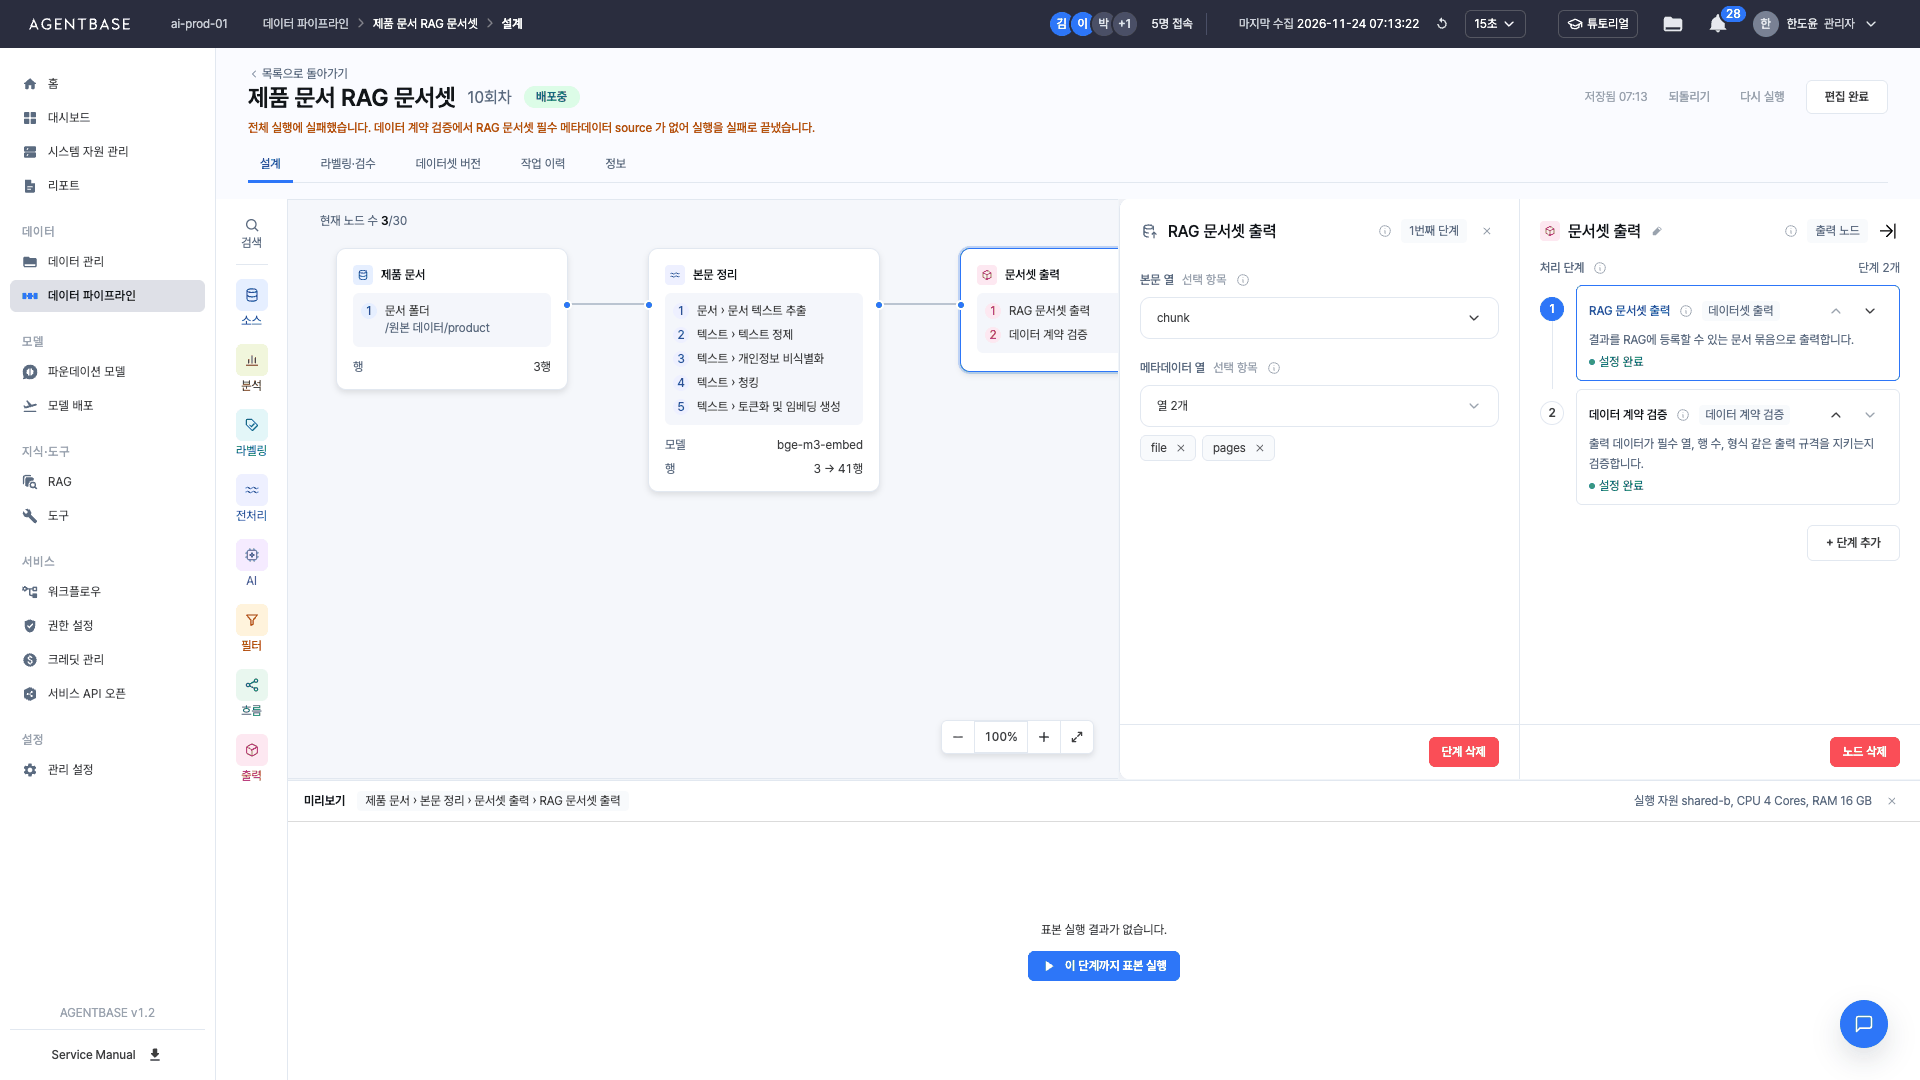 AGENTBASE
ai-prod-01
데이터 파이프라인 > 제품 문서 RAG 문서셋 > 설계
김 이 박 +1 5명 접속
마지막 수집 2026-11-24 07:13:22
15초
튜토리얼
28
한 한도윤 관리자
홈
대시보드
시스템 자원 관리
리포트
데이터
데이터 관리
데이터 파이프라인
모델
파운데이션 모델
모델 배포
지식·도구
RAG
도구
서비스
워크플로우
권한 설정
크레딧 관리
서비스 API 오픈
설정
관리 설정
AGENTBASE v1.2
Service Manual
목록으로 돌아가기
제품 문서 RAG 문서셋 10회차 배포중
저장됨 07:13 되돌리기 다시 실행 편집 완료
전체 실행에 실패했습니다. 데이터 계약 검증에서 RAG 문서셋 필수 메타데이터 source 가 없어 실행을 실패로 끝냈습니다.
설계 라벨링·검수 데이터셋 버전 작업 이력 정보
검색
소스
분석
라벨링
전처리
AI
필터
흐름
출력
현재 노드 수 3/30
제품 문서
1 문서 폴더
/원본 데이터/product
행 3행
본문 정리
1 문서 › 문서 텍스트 추출
2 텍스트 › 텍스트 정제
3 텍스트 › 개인정보 비식별화
4 텍스트 › 청킹
5 텍스트 › 토큰화 및 임베딩 생성
모델 bge-m3-embed
행 3 → 41행
문서셋 출력
1 RAG 문서셋 출력
2 데이터 계약 검증
100%
RAG 문서셋 출력 1번째 단계
본문 열 선택 항목
chunk
메타데이터 열 선택 항목
열 2개
file pages
단계 삭제
문서셋 출력 출력 노드
처리 단계 단계 2개
1 RAG 문서셋 출력 데이터셋 출력
결과를 RAG에 등록할 수 있는 문서 묶음으로 출력합니다.
설정 완료
2 데이터 계약 검증 데이터 계약 검증
출력 데이터가 필수 열, 행 수, 형식 같은 출력 규격을 지키는지
검증합니다.
설정 완료
+ 단계 추가
노드 삭제
미리보기 제품 문서 › 본문 정리 › 문서셋 출력 › RAG 문서셋 출력
실행 자원 shared-b, CPU 4 Cores, RAM 16 GB
표본 실행 결과가 없습니다.
이 단계까지 표본 실행